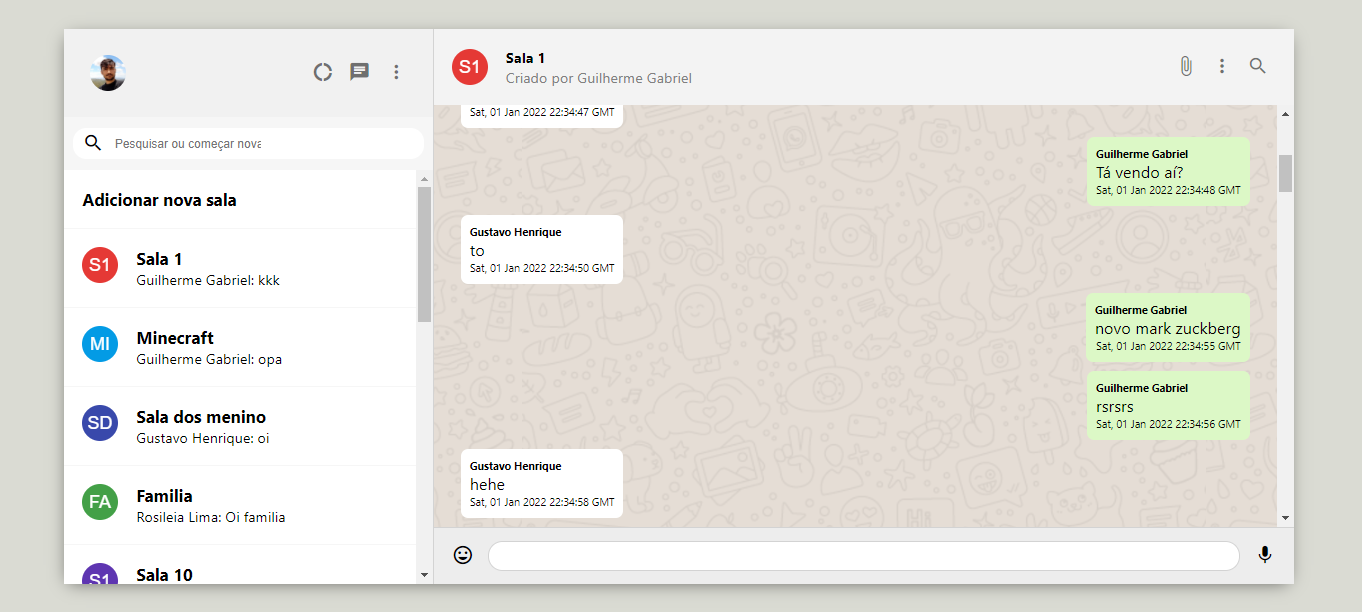 Pesquisar ou começar nova
Adicionar nova sala
S1
Sala 1
Guilherme Gabriel: kkk
MI
Minecraft
Guilherme Gabriel: opa
SD
Sala dos menino
Gustavo Henrique: oi
FA
Familia
Rosileia Lima: Oi familia
S1
Sala 10
S1
Sala 1
Criado por Guilherme Gabriel
Sat, 01 Jan 2022 22:34:47 GMT
Guilherme Gabriel
Tá vendo aí?
Sat, 01 Jan 2022 22:34:48 GMT
Gustavo Henrique
to
Sat, 01 Jan 2022 22:34:50 GMT
Guilherme Gabriel
novo mark zuckberg
Sat, 01 Jan 2022 22:34:55 GMT
Guilherme Gabriel
rsrsrs
Sat, 01 Jan 2022 22:34:56 GMT
Gustavo Henrique
hehe
Sat, 01 Jan 2022 22:34:58 GMT